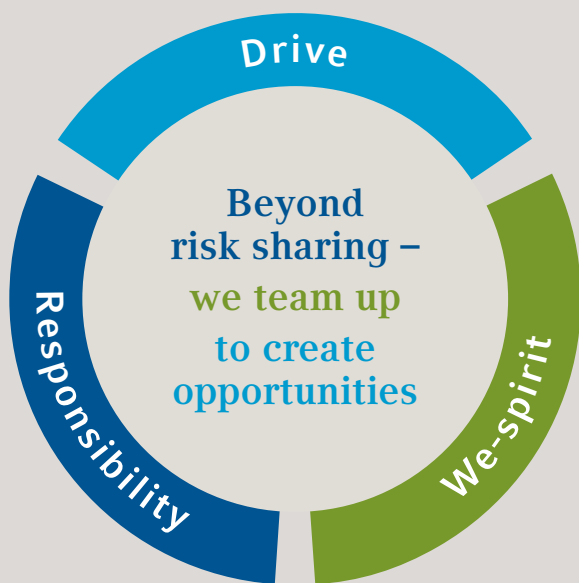 Drive
Beyond
risk sharing –
we team up
to create
opportunities
Responsibility
We-spirit